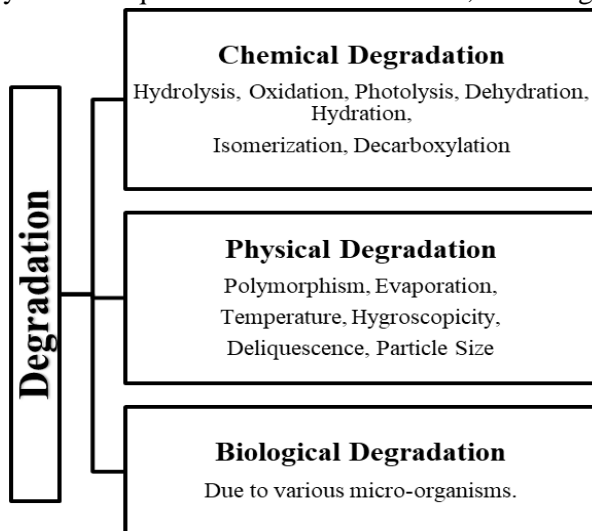 Degradation
Chemical Degradation
Hydrolysis, Oxidation, Photolysis, Dehydration,
Hydration,
Isomerization, Decarboxylation
Physical Degradation
Polymorphism, Evaporation,
Temperature, Hygroscopicity,
Deliquescence, Particle Size
Biological Degradation
Due to various micro-organisms.